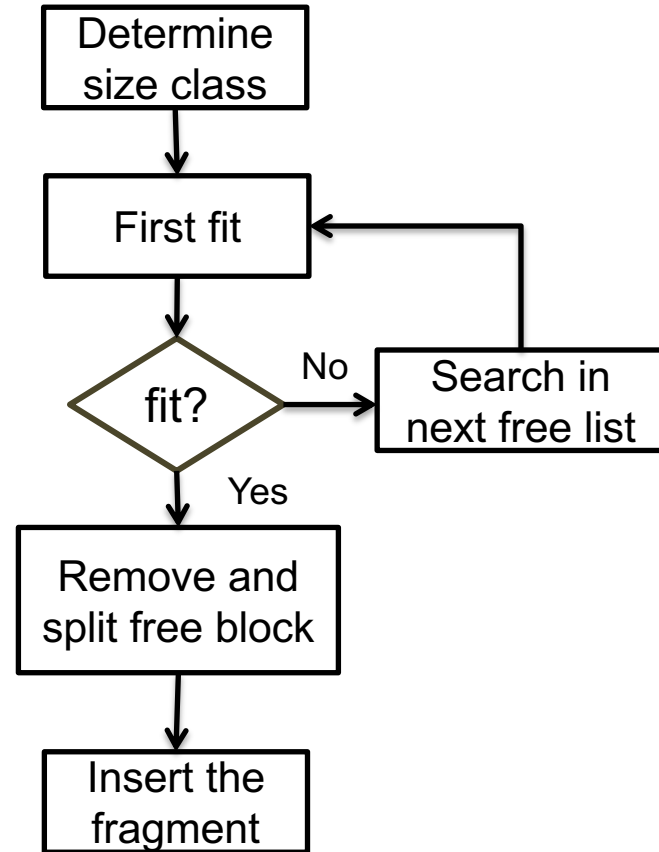 Determine
size class
First fit
fit?
No
Search in
next free list
Yes
Remove and
split free block
Insert the
fragment